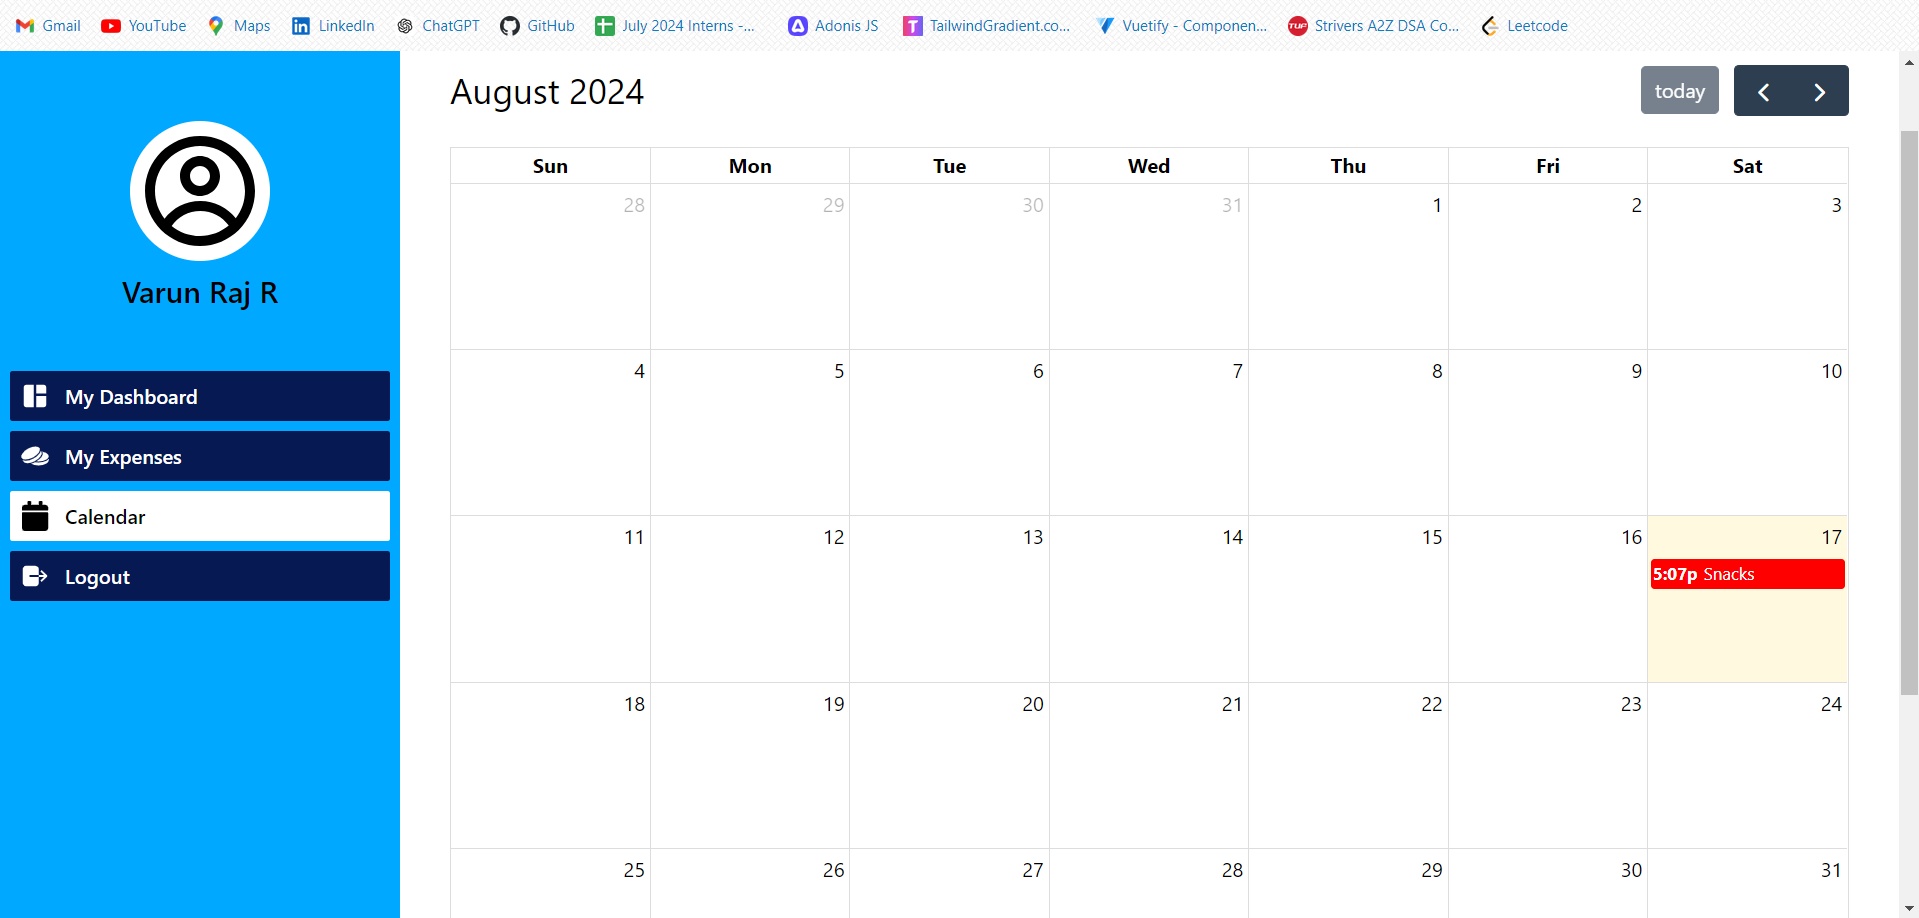 Gmail YouTube Maps LinkedIn ChatGPT GitHub July 2024 Interns -... Adonis JS TailwindGradient.co... Vuetify - Componen... TUF Strivers A2Z DSA Co... Leetcode
Varun Raj R
My Dashboard
My Expenses
Calendar
Logout
August 2024 today
Sun Mon Tue Wed Thu Fri Sat
28 29 30 31 1 2 3
4 5 6 7 8 9 10
11 12 13 14 15 16 17
5:07p Snacks
18 19 20 21 22 23 24
25 26 27 28 29 30 31